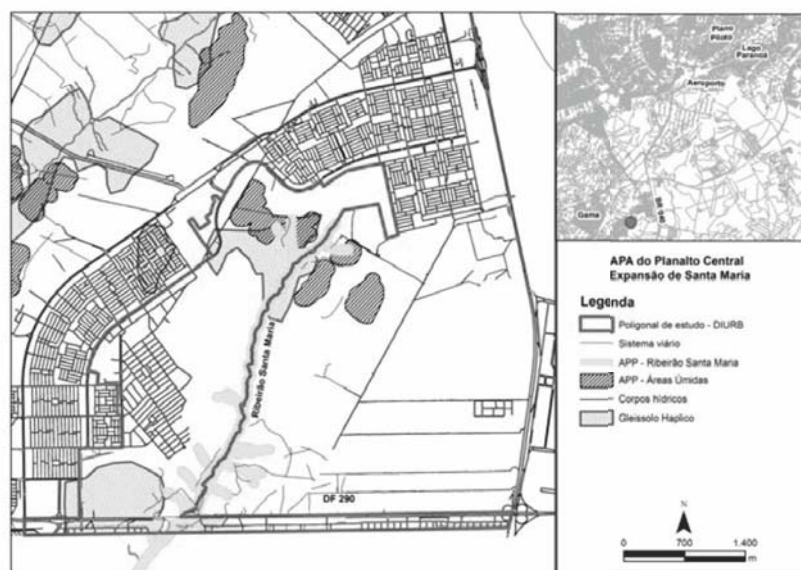 Plano
Piloto
Lago
Paranoá
Aeroporto
Gama
BR 040
Ribeirão Santa Maria
DF 290
APA do Planalto Central
Expansão de Santa Maria
Legenda
Poligonal de estudo - DIURB
Sistema viário
APP - Ribeirão Santa Maria
APP - Áreas Úmidas
Corpos hídricos
Gleissolo Haplico
N
0 700 1.400
m